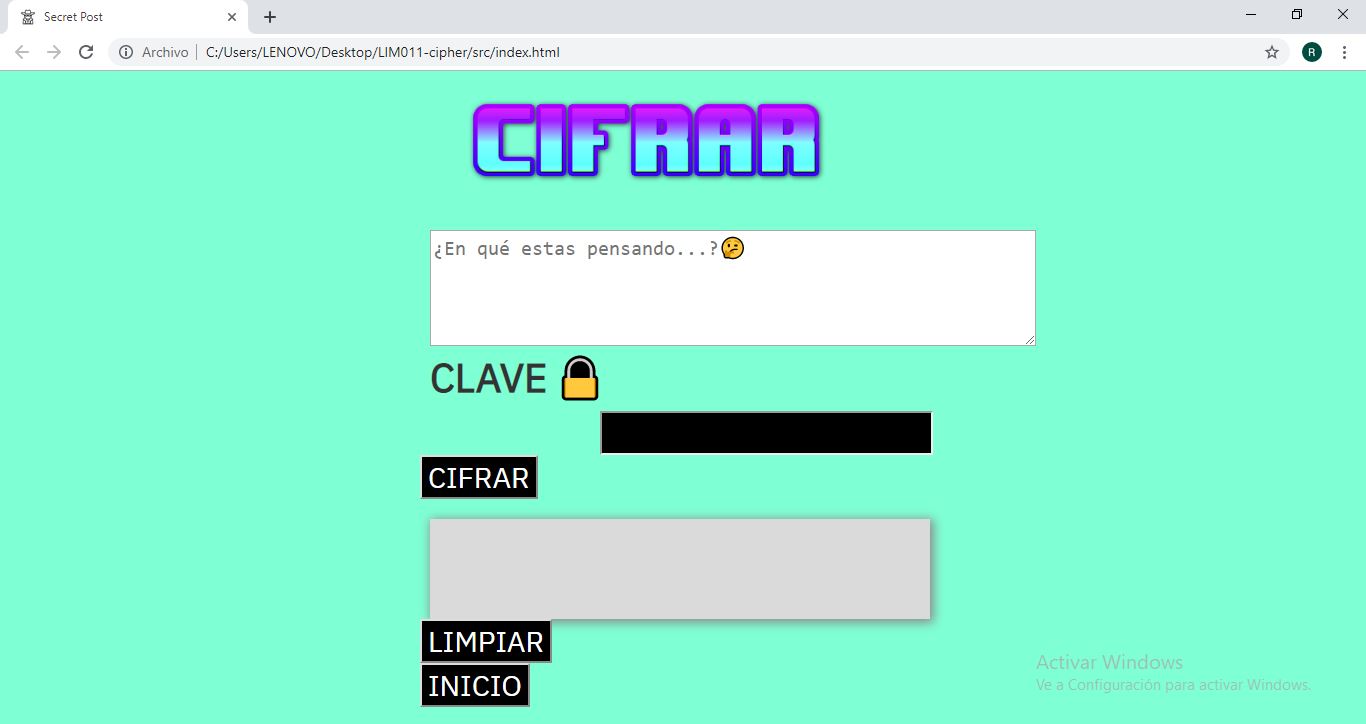 Secret Post
Archivo C:/Users/LENOVO/Desktop/LIM011-cipher/src/index.html
R
CIFRAR
¿En qué estas pensando...?🤔
CLAVE 🔒
CIFRAR
LIMPIAR
INICIO
Activar Windows
Ve a Configuración para activar Windows.